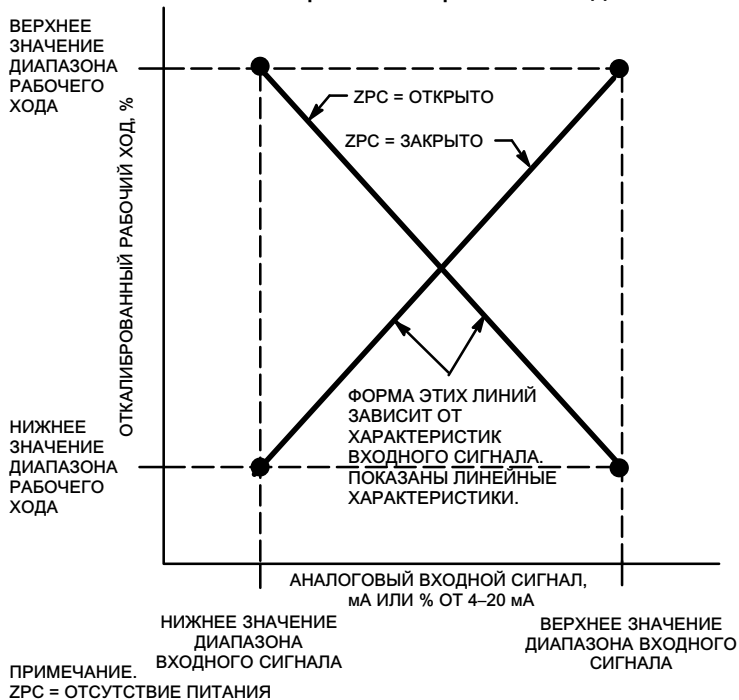 ВЕРХНЕЕ
ЗНАЧЕНИЕ
ДИАПАЗОНА
РАБОЧЕГО
ХОДА
ОТКАЛИБРОВАННЫЙ РАБОЧИЙ ХОД, %
НИЖНЕЕ
ЗНАЧЕНИЕ
ДИАПАЗОНА
РАБОЧЕГО
ХОДА
ZPC = ОТКРЫТО
ZPC = ЗАКРЫТО
ФОРМА ЭТИХ ЛИНИЙ
ЗАВИСИТ ОТ
ХАРАКТЕРИСТИК
ВХОДНОГО СИГНАЛА.
ПОКАЗАНЫ ЛИНЕЙНЫЕ
ХАРАКТЕРИСТИКИ.
АНАЛОГОВЫЙ ВХОДНОЙ СИГНАЛ,
мА ИЛИ % ОТ 4–20 мА
НИЖНЕЕ ЗНАЧЕНИЕ
ДИАПАЗОНА
ВХОДНОГО СИГНАЛА
ВЕРХНЕЕ ЗНАЧЕНИЕ
ДИАПАЗОНА ВХОДНОГО
СИГНАЛА
ПРИМЕЧАНИЕ.
ZPC = ОТСУТСТВИЕ ПИТАНИЯ